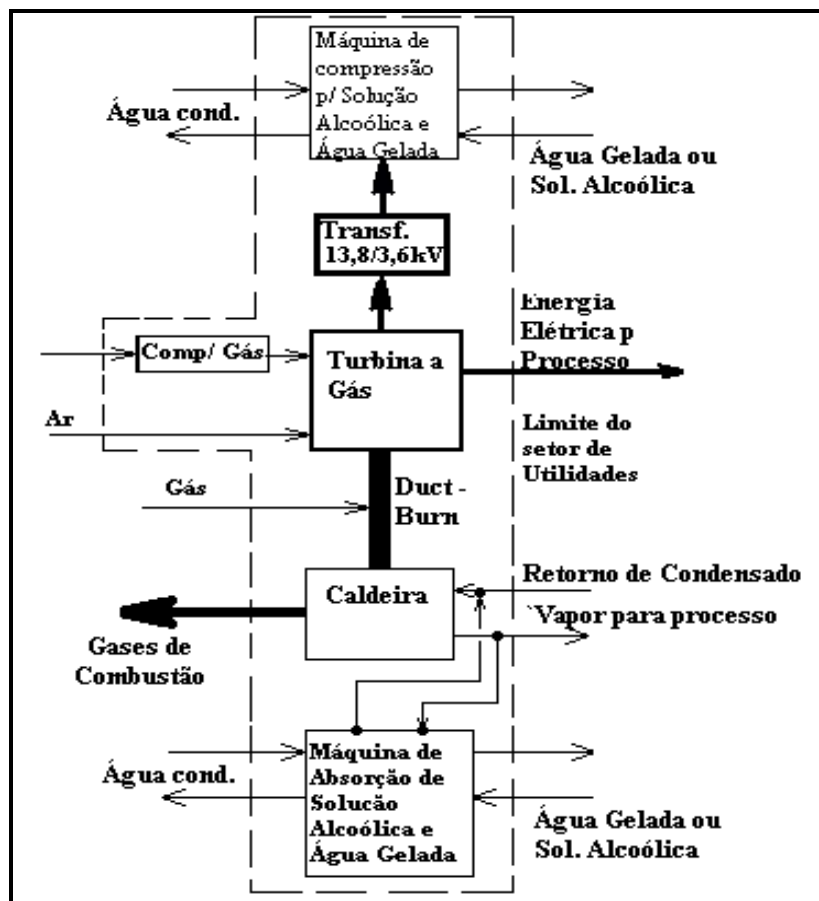 Máquina de
compressão
p/ Solução
Alcoólica e
Água Gelada
Água cond.
Água Gelada ou
Sol. Alcoólica
Transf.
13,8/3,6kV
Energia
Elétrica p
Processo
Comp/ Gás
Turbina a
Gás
Ar
Limite do
setor de
Utilidades
Gás
Duct -
Burn
Retorno de Condensado
Caldeira
`Vapor para processo
Gases de
Combustão
Máquina de
Absorção de
Solucão
Alcoólica e
Água Gelada
Água cond.
Água Gelada ou
Sol. Alcoólica